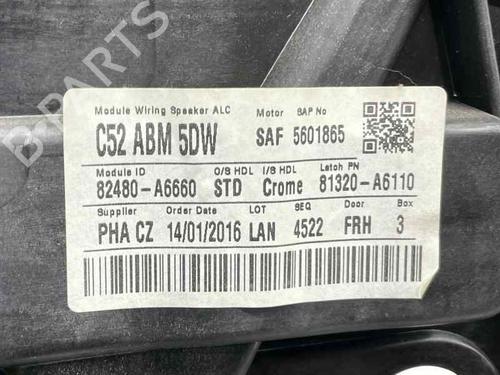 B-PARTS
Module Wiring Speaker ALC Motor SAP No
C52 ABM 5DW SAF 5601865
Module ID O/S HDL I/S HDL Latch PN
82480-A6660 STD Crome 81320-A6110
Supplier Order Date LOT SEQ Door Box
PHA CZ 14/01/2016 LAN 4522 FRH 3